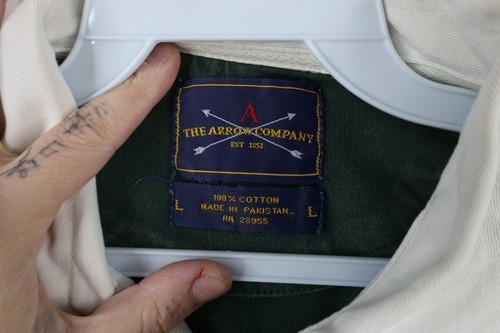 A
THE ARROW COMPANY
EST 1851
L 100% COTTON L
MADE IN PAKISTAN
RN 28955